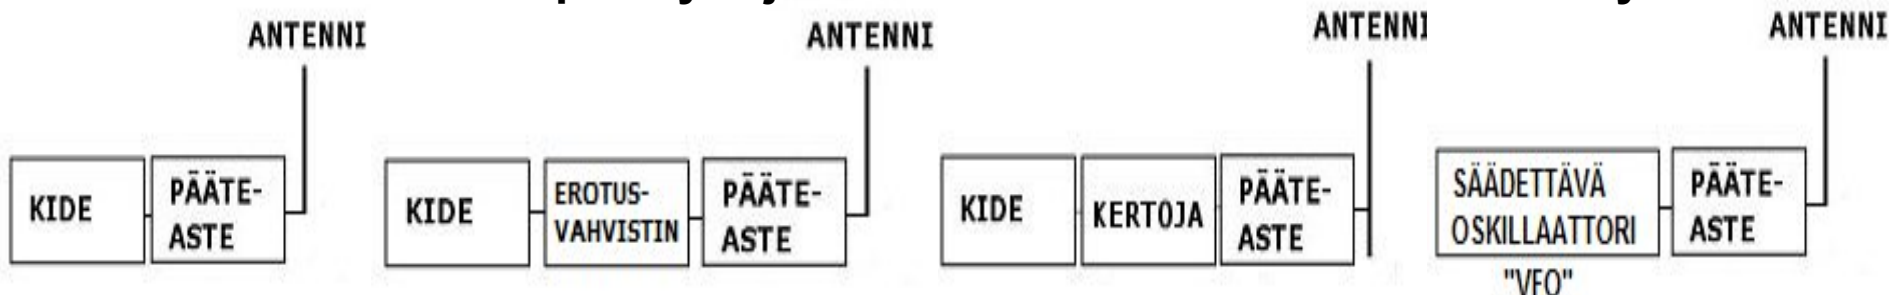 ANTENNI
KIDE
PÄÄTE-
ASTE
ANTENNI
KIDE
EROTUS-
VAHVISTIN
PÄÄTE-
ASTE
ANTENNI
KIDE
KERTOJA
PÄÄTE-
ASTE
ANTENNI
SÄÄDETTÄVÄ
OSKILLAATTORI
"VFO"
PÄÄTE-
ASTE